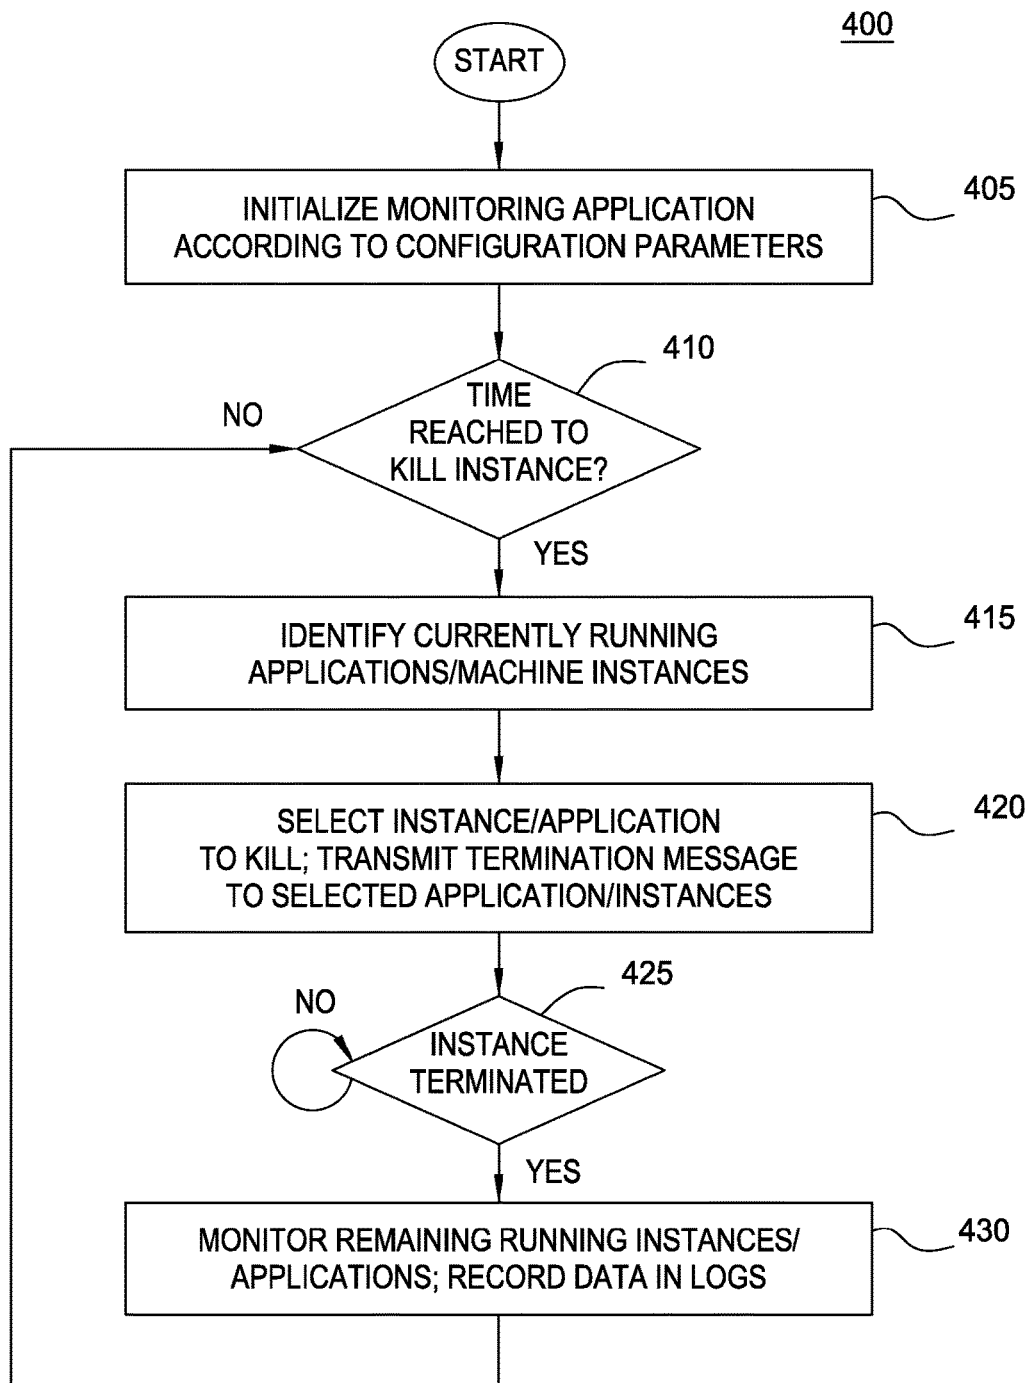 400
START
INITIALIZE MONITORING APPLICATION
ACCORDING TO CONFIGURATION PARAMETERS
405
TIME
REACHED TO
KILL INSTANCE?
410
NO
YES
IDENTIFY CURRENTLY RUNNING
APPLICATIONS/MACHINE INSTANCES
415
SELECT INSTANCE/APPLICATION
TO KILL; TRANSMIT TERMINATION MESSAGE
TO SELECTED APPLICATION/INSTANCES
420
INSTANCE
TERMINATED
425
NO
YES
MONITOR REMAINING RUNNING INSTANCES/
APPLICATIONS; RECORD DATA IN LOGS
430